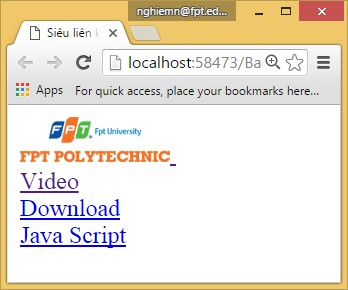 nghiemn@fpt.ed...
Siêu liên k
localhost:58473/Ba
Apps For quick access, place your bookmarks here...
FPT Fpt University
FPT POLYTECHNIC
Video
Download
Java Script